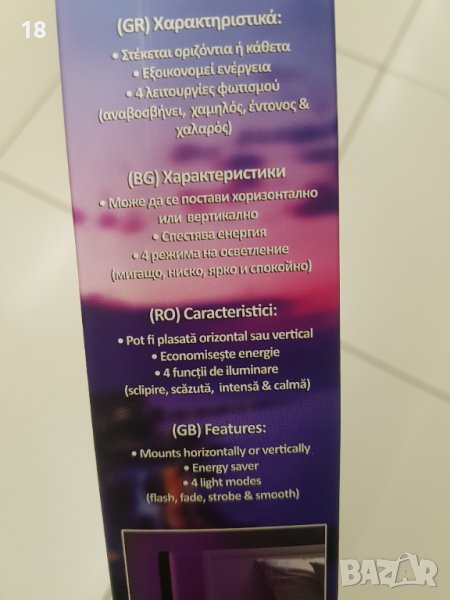 18
(GR) Χαρακτηριστικά:
• Στέκεται οριζόντια ή κάθετα
• Εξοικονομεί ενέργεια
• 4 λειτουργίες φωτισμού
(αναβοσβήνει, χαμηλός, έντονος &
χαλαρός)
(BG) Характеристики
• Може да се постави хоризонтално
или вертикално
• Спестява енергия
• 4 режима на осветление
(мигащо, ниско, ярко и спокойно)
(RO) Caracteristici:
• Pot fi plasată orizontal sau vertical
• Economisește energie
• 4 funcții de iluminare
(sclipire, scăzută, intensă & calmă)
(GB) Features:
• Mounts horizontally or vertically
• Energy saver
• 4 light modes
(flash, fade, strobe & smooth)
bazar